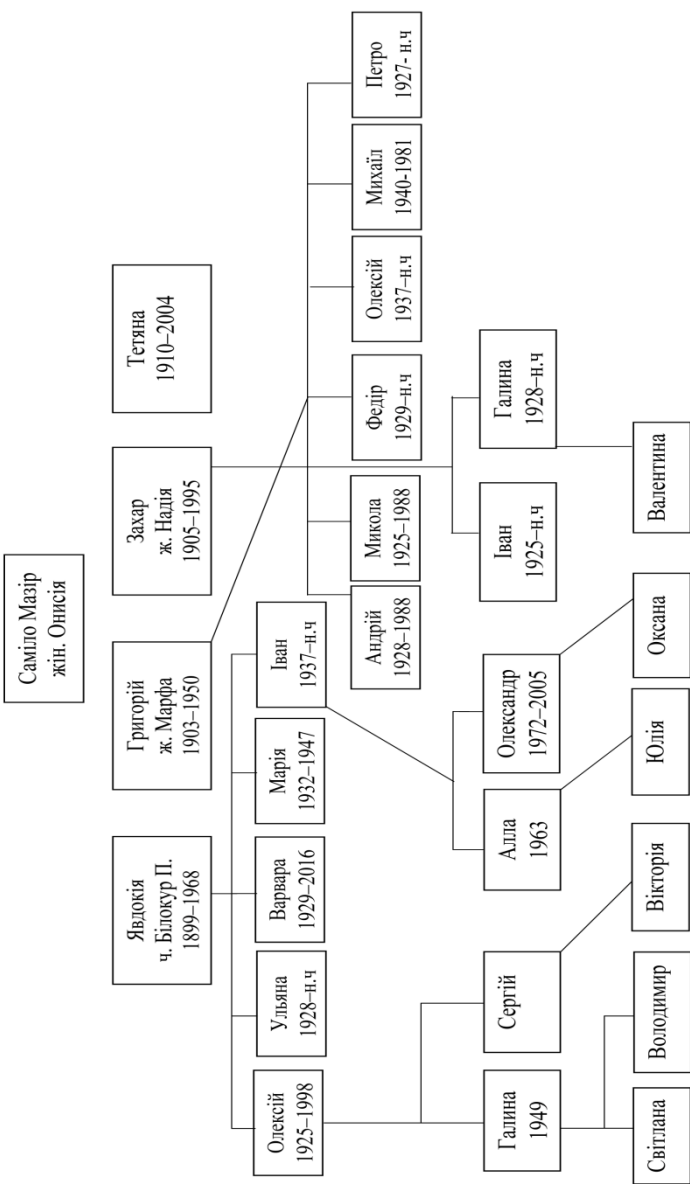 Саміло Мазір
жін. Онисія
Явдокія
ч. Білокур П.
1899–1968
Григорій
ж. Марфа
1903–1950
Захар
ж. Надія
1905–1995
Тетяна
1910–2004
Олексій
1925–1998
Ульяна
1928–н.ч
Варвара
1929–2016
Марія
1932–1947
Іван
1937–н.ч
Андрій
1928–1988
Микола
1925–1988
Федір
1929–н.ч
Олексій
1937–н.ч
Михаїл
1940-1981
Петро
1927- н.ч
Галина
1949
Сергій
Алла
1963
Олександр
1972–2005
Іван
1925–н.ч
Галина
1928–н.ч
Світлана
Володимир
Вікторія
Юлія
Оксана
Валентина